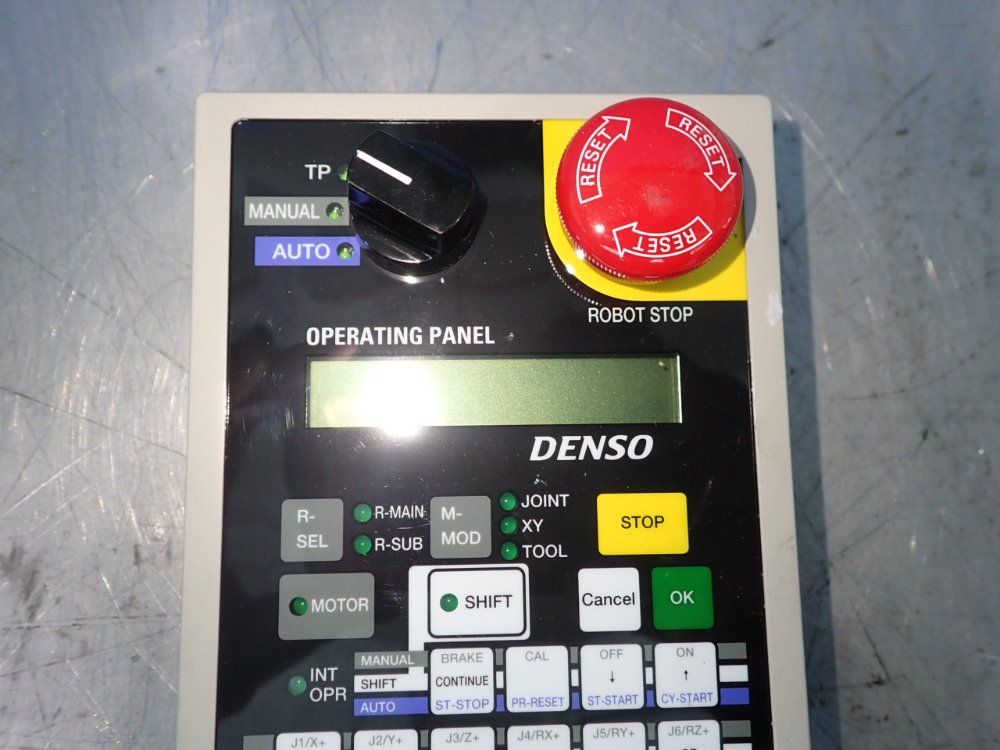 RESET
RESET
RESET
TP
MANUAL
AUTO
ROBOT STOP
OPERATING PANEL
DENSO
R-
SEL
R-MAIN
R-SUB
M-
MOD
JOINT
XY
TOOL
STOP
MOTOR
SHIFT
Cancel
OK
INT
OPR
MANUAL
SHIFT
AUTO
BRAKE
CONTINUE
ST-STOP
CAL
PR-RESET
OFF
↓
ST-START
ON
↑
CY-START
J1/X+
J2/Y+
J3/Z+
J4/RX+
J5/RY+
J6/RZ+